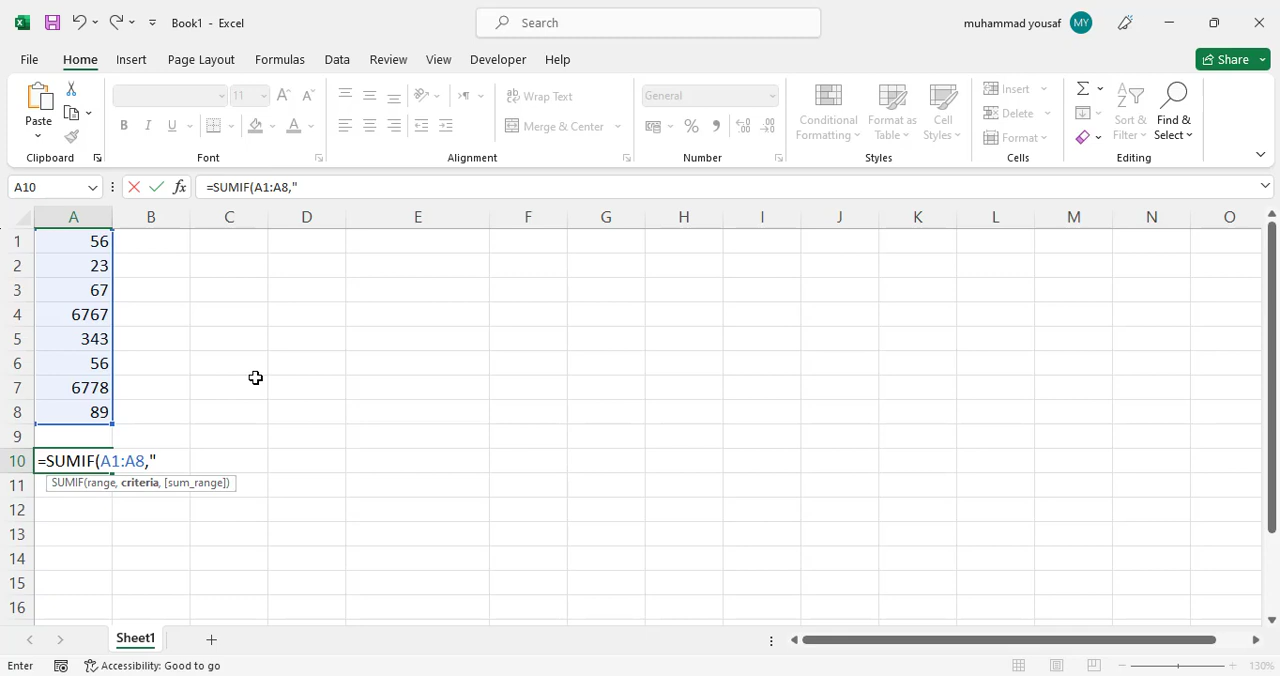 Book1 - Excel
Search
muhammad yousaf MY
File Home Insert Page Layout Formulas Data Review View Developer Help Share
Paste
11
Wrap Text
Merge & Center
General
Conditional Formatting
Format as Table
Cell Styles
Insert
Delete
Format
Sort & Filter
Find & Select
Clipboard Font Alignment Number Styles Cells Editing
A10 fx =SUMIF(A1:A8,"
A B C D E F G H I J K L M N O
1 56
2 23
3 67
4 6767
5 343
6 56
7 6778
8 89
9
10 =SUMIF(A1:A8,"
11 SUMIF(range, criteria, [sum_range])
12
13
14
15
16
Sheet1
Enter Accessibility: Good to go 130%